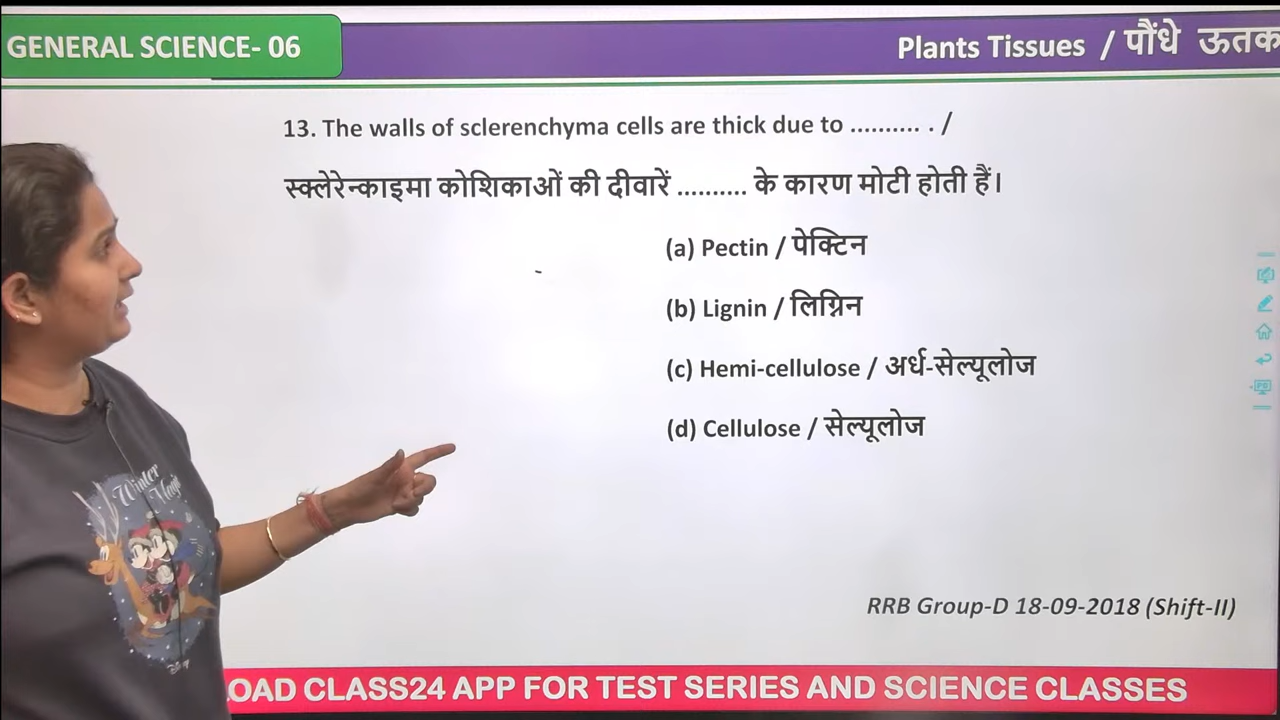 GENERAL SCIENCE- 06
Plants Tissues / पौंधे ऊतक
13. The walls of sclerenchyma cells are thick due to .......... . /
स्क्लेरेन्काइमा कोशिकाओं की दीवारें .......... के कारण मोटी होती हैं।
(a) Pectin / पेक्टिन
(b) Lignin / लिग्निन
(c) Hemi-cellulose / अर्ध-सेल्यूलोज
(d) Cellulose / सेल्यूलोज
Winter
Magic
RRB Group-D 18-09-2018 (Shift-II)
OAD CLASS24 APP FOR TEST SERIES AND SCIENCE CLASSES